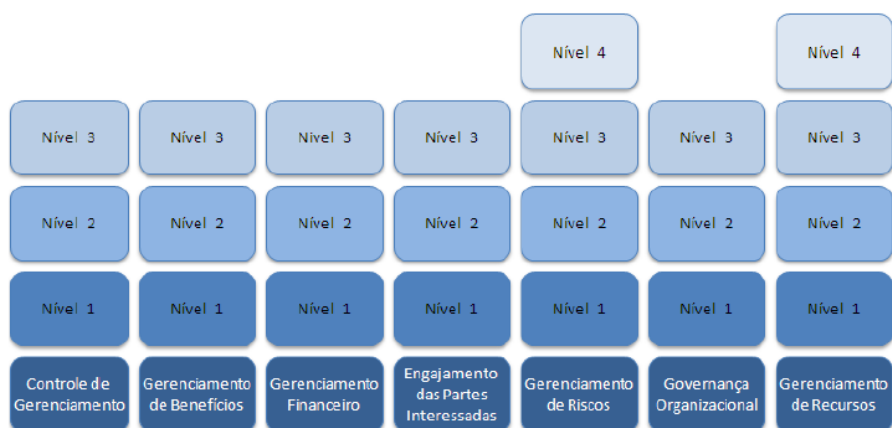 Nível 4
Nível 4
Nível 3
Nível 3
Nível 3
Nível 3
Nível 3
Nível 3
Nível 3
Nível 2
Nível 2
Nível 2
Nível 2
Nível 2
Nível 2
Nível 2
Nível 1
Nível 1
Nível 1
Nível 1
Nível 1
Nível 1
Nível 1
Controle de
Gerenciamento
Gerenciamento
de Benefícios
Gerenciamento
Financeiro
Engajamento
das Partes
Interessadas
Gerenciamento
de Riscos
Governança
Organizacional
Gerenciamento
de Recursos